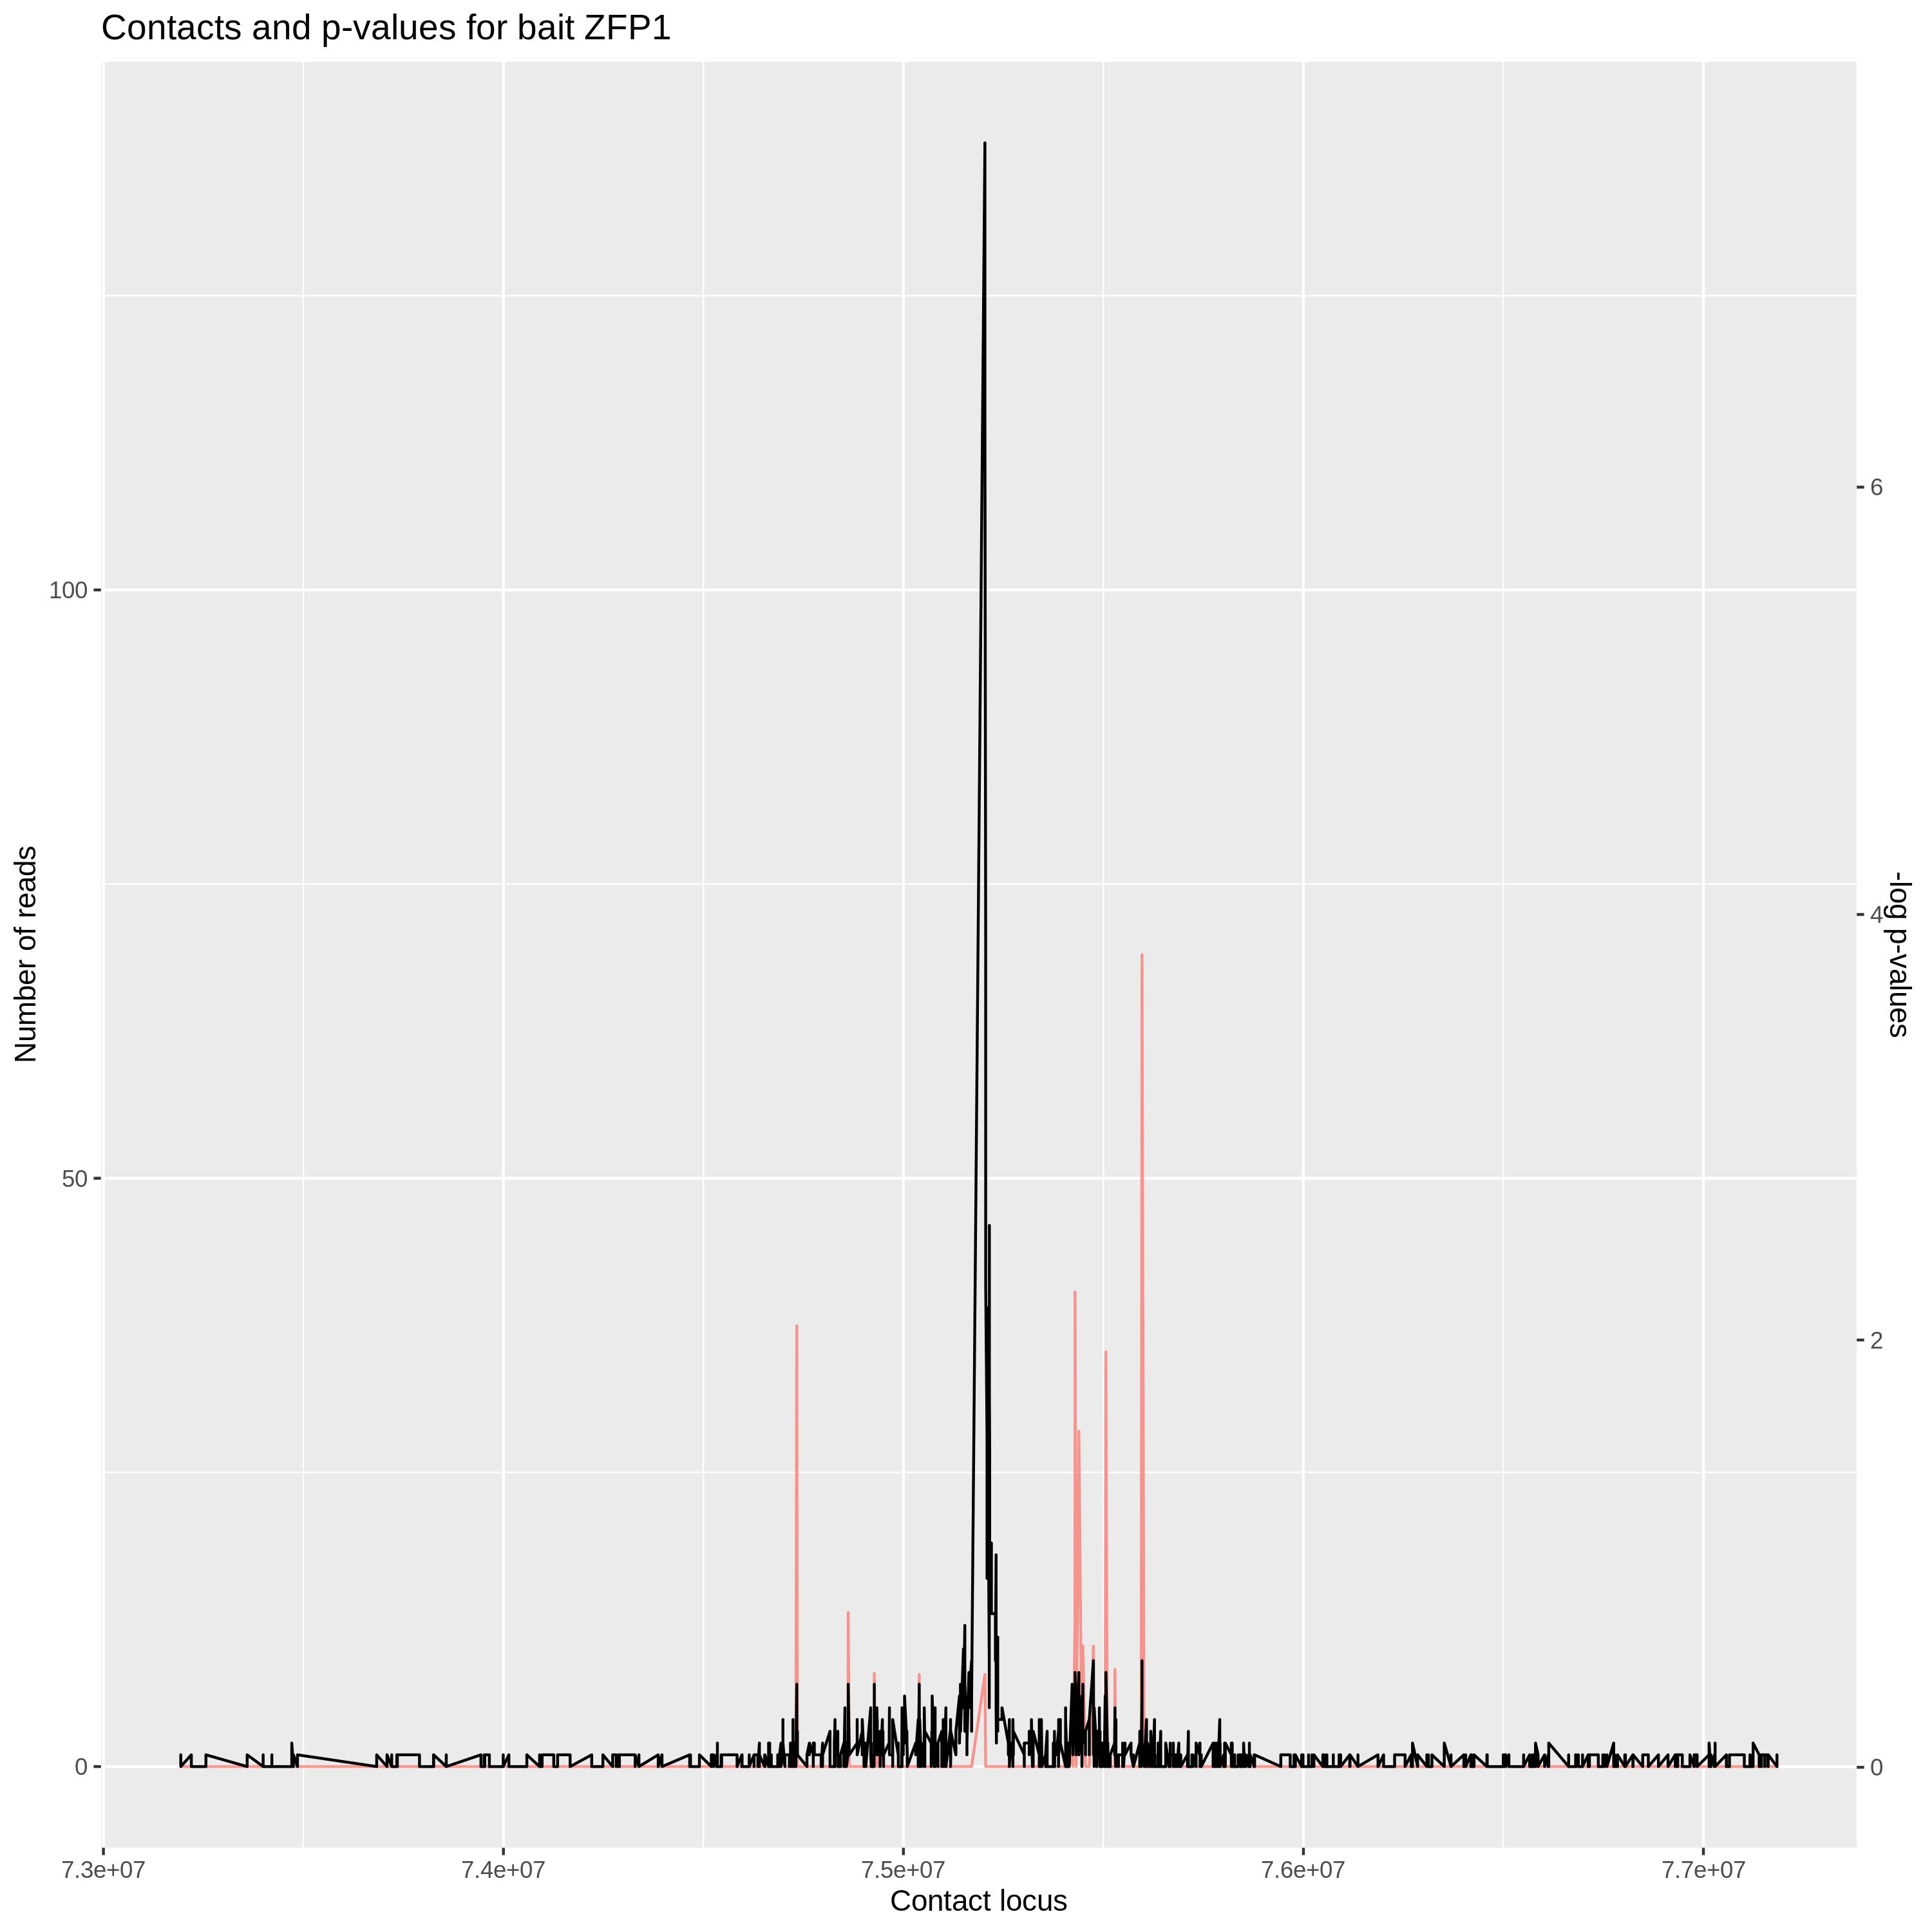 Contacts and p-values for bait ZFP1
Number of reads
100
50
0
6
4
2
0
-log p-values
7.3e+07 7.4e+07 7.5e+07 7.6e+07 7.7e+07
Contact locus